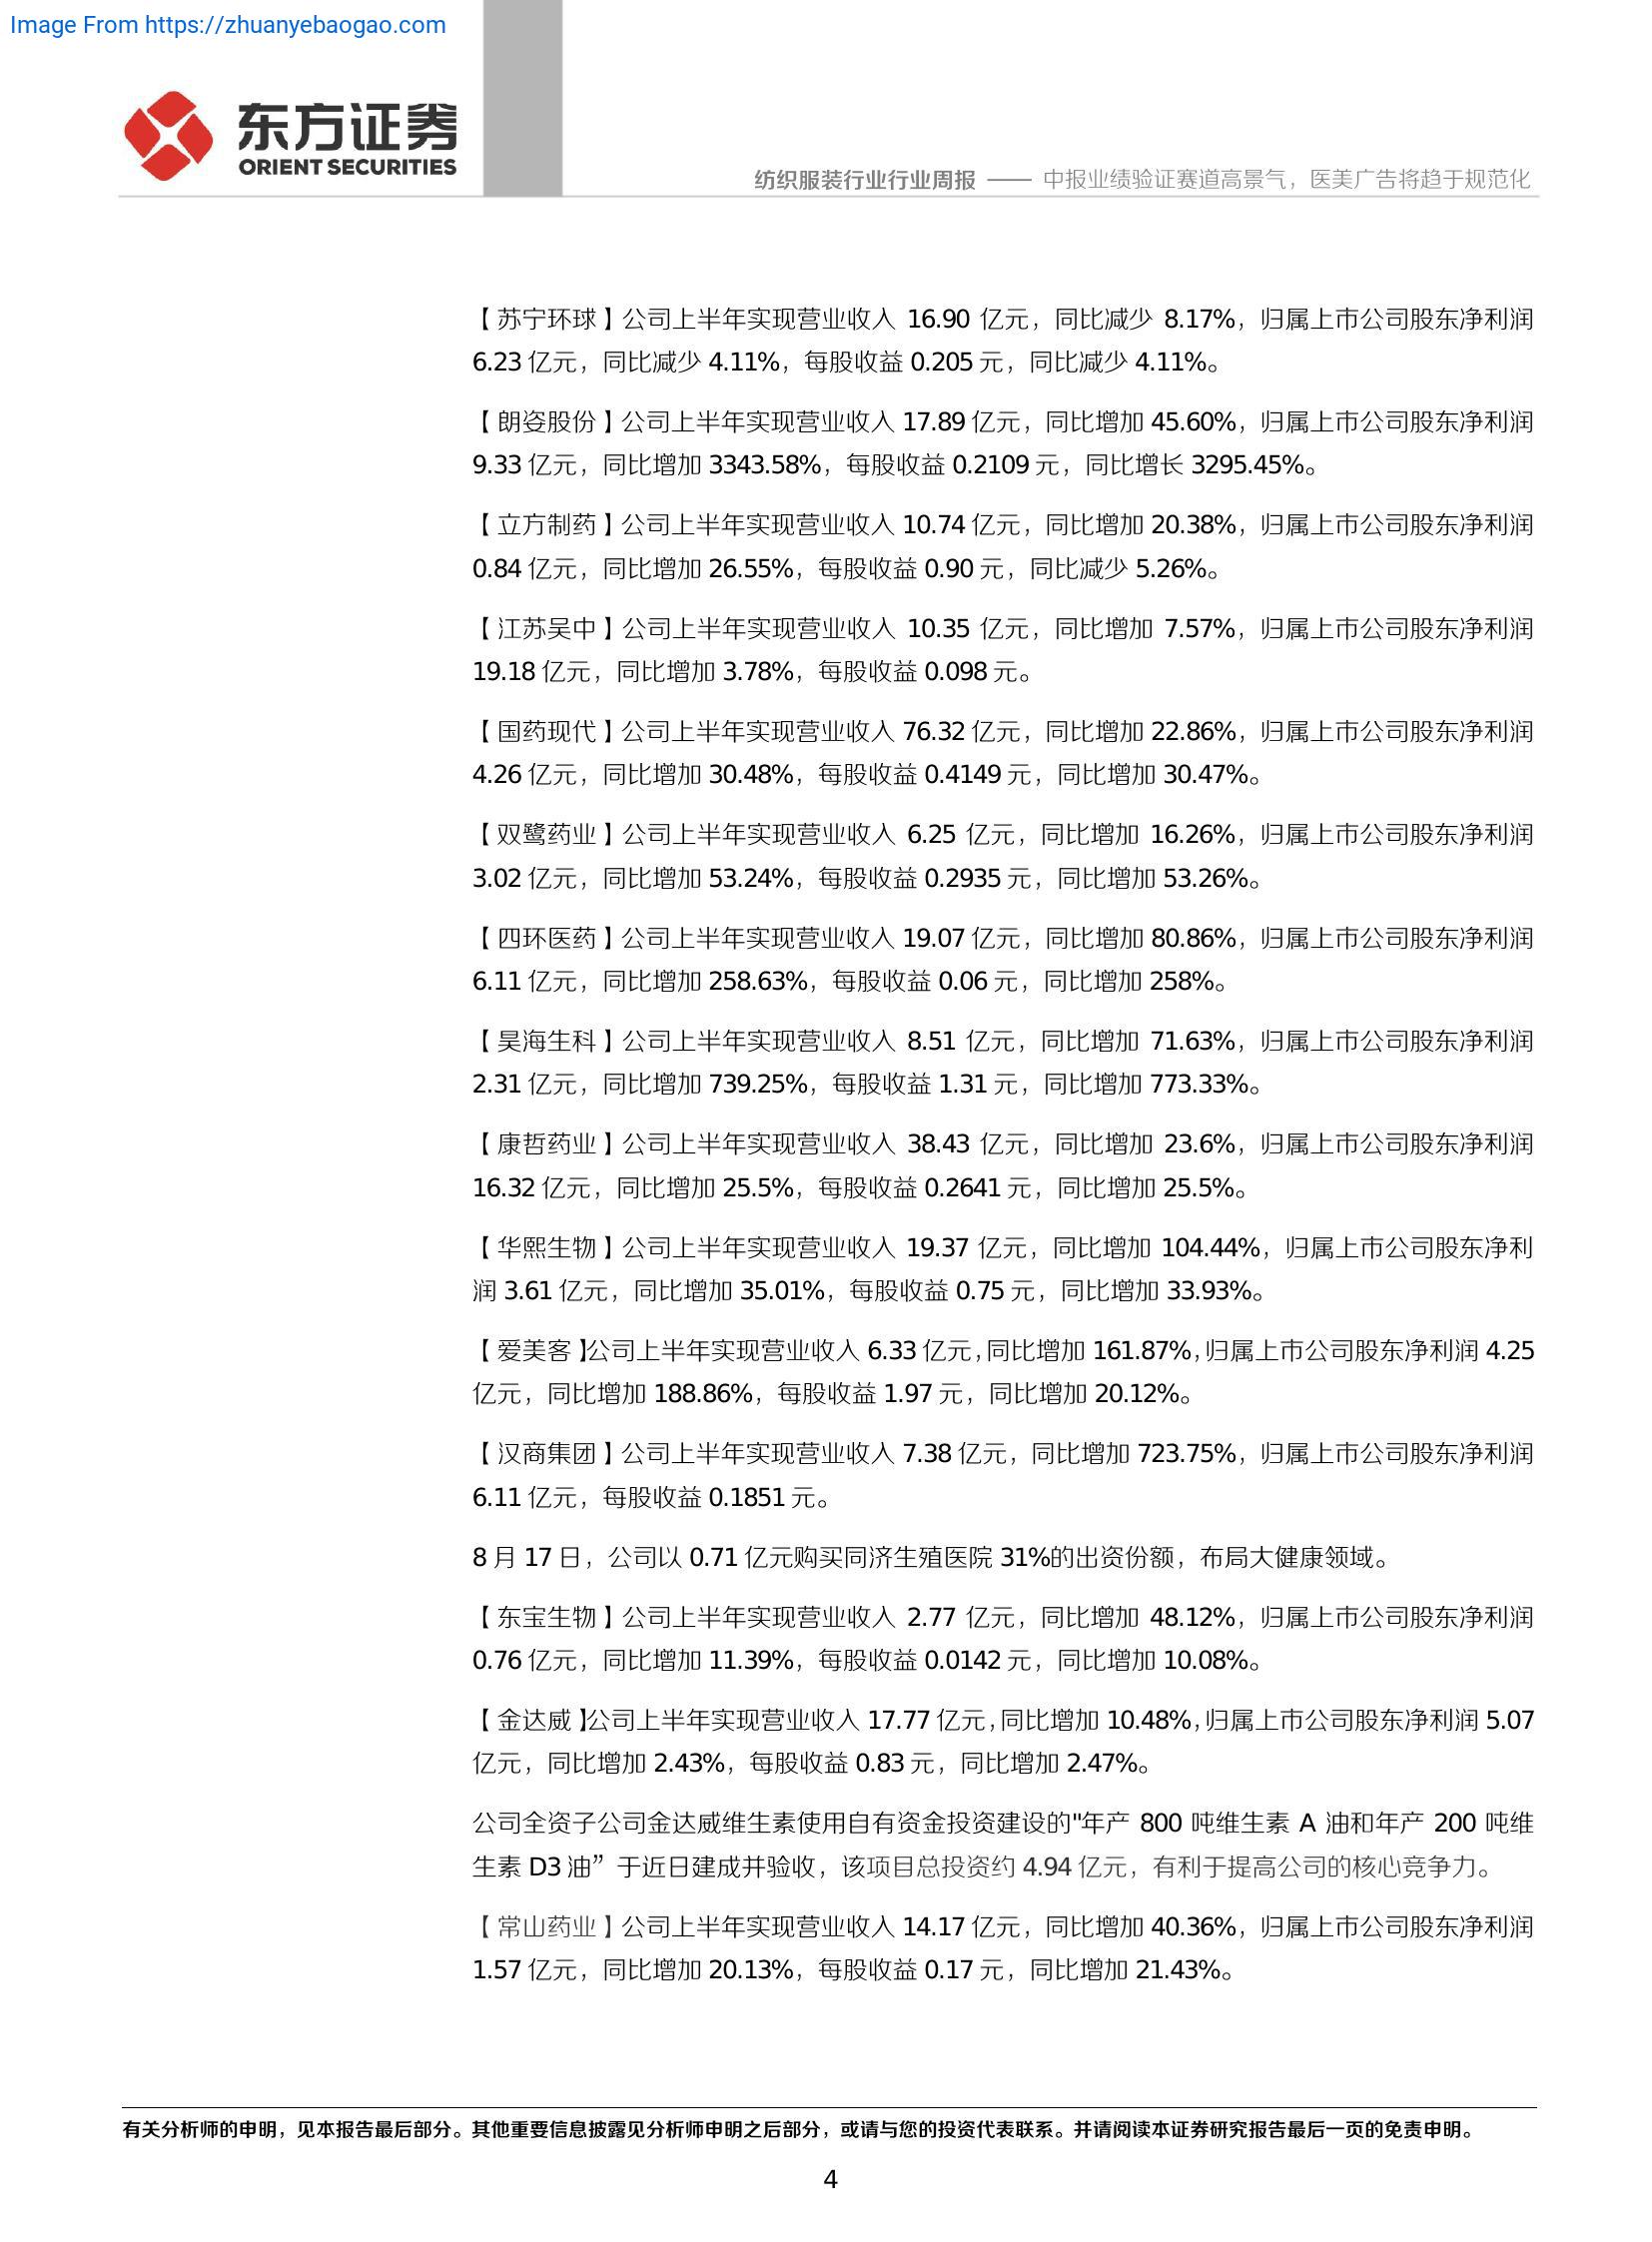 Image From https://zhuanyebaogao.com
东方证券
ORIENT SECURITIES
纺织服装行业行业周报 —— 中报业绩验证赛道高景气，医美广告将趋于规范化
【苏宁环球】公司上半年实现营业收入 16.90 亿元，同比减少 8.17%，归属上市公司股东净利润
6.23 亿元，同比减少 4.11%，每股收益 0.205 元，同比减少 4.11%。
【朗姿股份】公司上半年实现营业收入 17.89 亿元，同比增加 45.60%，归属上市公司股东净利润
9.33 亿元，同比增加 3343.58%，每股收益 0.2109 元，同比增长 3295.45%。
【立方制药】公司上半年实现营业收入 10.74 亿元，同比增加 20.38%，归属上市公司股东净利润
0.84 亿元，同比增加 26.55%，每股收益 0.90 元，同比减少 5.26%。
【江苏吴中】公司上半年实现营业收入 10.35 亿元，同比增加 7.57%，归属上市公司股东净利润
19.18 亿元，同比增加 3.78%，每股收益 0.098 元。
【国药现代】公司上半年实现营业收入 76.32 亿元，同比增加 22.86%，归属上市公司股东净利润
4.26 亿元，同比增加 30.48%，每股收益 0.4149 元，同比增加 30.47%。
【双鹭药业】公司上半年实现营业收入 6.25 亿元，同比增加 16.26%，归属上市公司股东净利润
3.02 亿元，同比增加 53.24%，每股收益 0.2935 元，同比增加 53.26%。
【四环医药】公司上半年实现营业收入 19.07 亿元，同比增加 80.86%，归属上市公司股东净利润
6.11 亿元，同比增加 258.63%，每股收益 0.06 元，同比增加 258%。
【昊海生科】公司上半年实现营业收入 8.51 亿元，同比增加 71.63%，归属上市公司股东净利润
2.31 亿元，同比增加 739.25%，每股收益 1.31 元，同比增加 773.33%。
【康哲药业】公司上半年实现营业收入 38.43 亿元，同比增加 23.6%，归属上市公司股东净利润
16.32 亿元，同比增加 25.5%，每股收益 0.2641 元，同比增加 25.5%。
【华熙生物】公司上半年实现营业收入 19.37 亿元，同比增加 104.44%，归属上市公司股东净利
润 3.61 亿元，同比增加 35.01%，每股收益 0.75 元，同比增加 33.93%。
【爱美客】公司上半年实现营业收入 6.33 亿元，同比增加 161.87%，归属上市公司股东净利润 4.25
亿元，同比增加 188.86%，每股收益 1.97 元，同比增加 20.12%。
【汉商集团】公司上半年实现营业收入 7.38 亿元，同比增加 723.75%，归属上市公司股东净利润
6.11 亿元，每股收益 0.1851 元。
8 月 17 日，公司以 0.71 亿元购买同济生殖医院 31%的出资份额，布局大健康领域。
【东宝生物】公司上半年实现营业收入 2.77 亿元，同比增加 48.12%，归属上市公司股东净利润
0.76 亿元，同比增加 11.39%，每股收益 0.0142 元，同比增加 10.08%。
【金达威】公司上半年实现营业收入 17.77 亿元，同比增加 10.48%，归属上市公司股东净利润 5.07
亿元，同比增加 2.43%，每股收益 0.83 元，同比增加 2.47%。
公司全资子公司金达威维生素使用自有资金投资建设的"年产 800 吨维生素 A 油和年产 200 吨维
生素 D3 油”于近日建成并验收，该项目总投资约 4.94 亿元，有利于提高公司的核心竞争力。
【常山药业】公司上半年实现营业收入 14.17 亿元，同比增加 40.36%，归属上市公司股东净利润
1.57 亿元，同比增加 20.13%，每股收益 0.17 元，同比增加 21.43%。
有关分析师的申明，见本报告最后部分。其他重要信息披露见分析师申明之后部分，或请与您的投资代表联系。并请阅读本证券研究报告最后一页的免责申明。
4